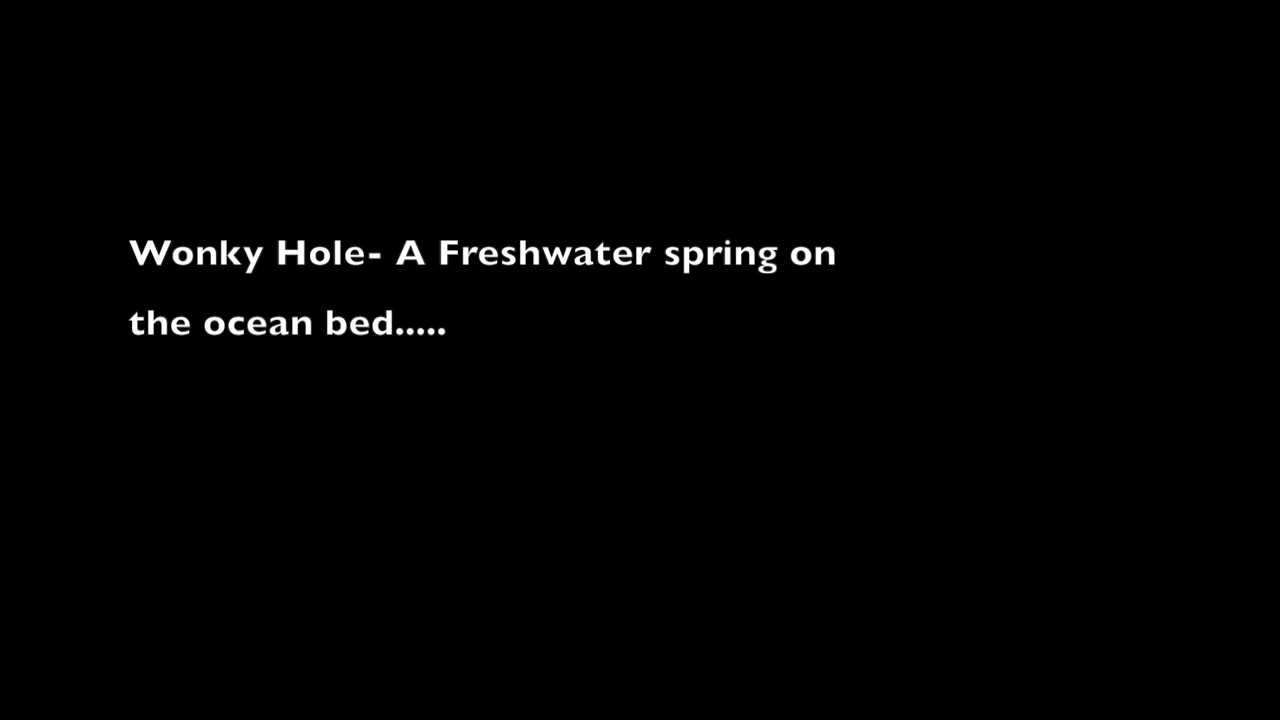 Wonky Hole- A Freshwater spring on
the ocean bed.....